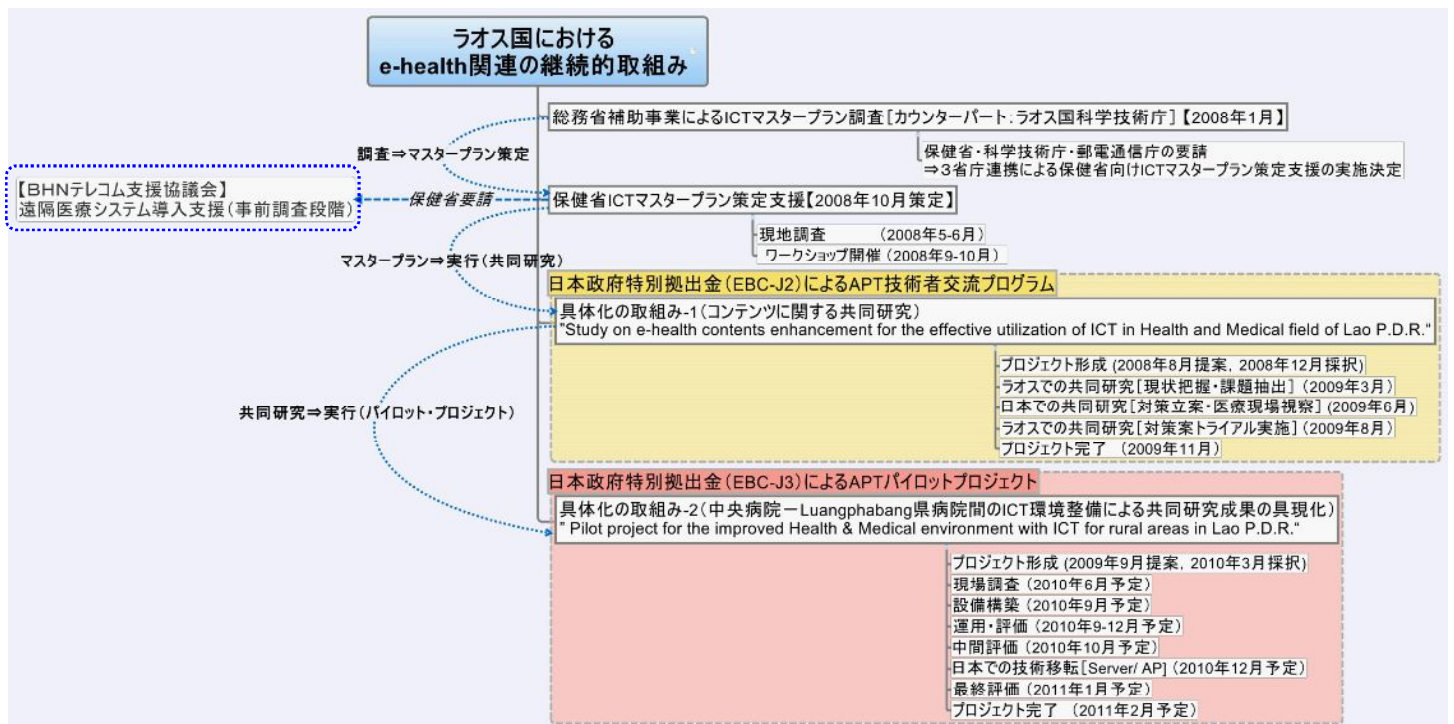 ラオス国における
e-health関連の継続的取組み
総務省補助事業によるICTマスタープラン調査[カウンターパート:ラオス国科学技術庁]【2008年1月】
調査⇒マスタープラン策定
保健省・科学技術庁・郵電通信庁の要請
⇒3省庁連携による保健省向けICTマスタープラン策定支援の実施決定
【BHNテレコム支援協議会】
遠隔医療システム導入支援(事前調査段階)
保健省要請
保健省ICTマスタープラン策定支援【2008年10月策定】
現地調査 (2008年5-6月)
ワークショップ開催 (2008年9-10月)
マスタープラン⇒実行(共同研究)
日本政府特別拠出金(EBC-J2)によるAPT技術者交流プログラム
具体化の取組み-1(コンテンツに関する共同研究)
"Study on e-health contents enhancement for the effective utilization of ICT in Health and Medical field of Lao P.D.R."
プロジェクト形成 (2008年8月提案, 2008年12月採択)
ラオスでの共同研究[現状把握・課題抽出] (2009年3月)
日本での共同研究[対策立案・医療現場視察] (2009年6月)
ラオスでの共同研究[対策案トライアル実施] (2009年8月)
プロジェクト完了 (2009年11月)
共同研究⇒実行(パイロット・プロジェクト)
日本政府特別拠出金(EBC-J3)によるAPTパイロットプロジェクト
具体化の取組み-2(中央病院-Luangphabang県病院間のICT環境整備による共同研究成果の具現化)
" Pilot project for the improved Health & Medical environment with ICT for rural areas in Lao P.D.R."
プロジェクト形成 (2009年9月提案, 2010年3月採択)
現場調査 (2010年6月予定)
設備構築 (2010年9月予定)
運用・評価 (2010年9-12月予定)
中間評価 (2010年10月予定)
日本での技術移転[Server/ AP] (2010年12月予定)
最終評価 (2011年1月予定)
プロジェクト完了 (2011年2月予定)